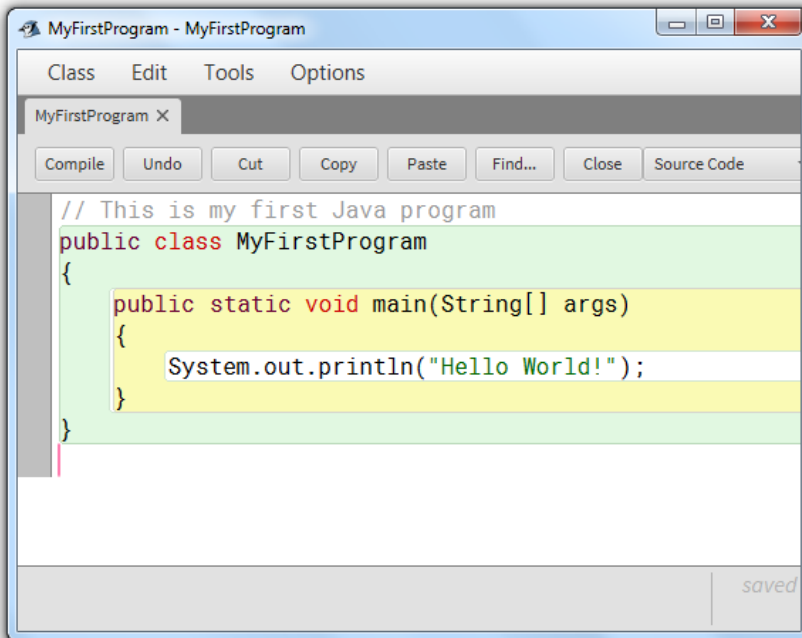 MyFirstProgram - MyFirstProgram
Class Edit Tools Options
MyFirstProgram ×
Compile Undo Cut Copy Paste Find... Close Source Code
// This is my first Java program
public class MyFirstProgram
{
    public static void main(String[] args)
    {
        System.out.println("Hello World!");
    }
}
saved